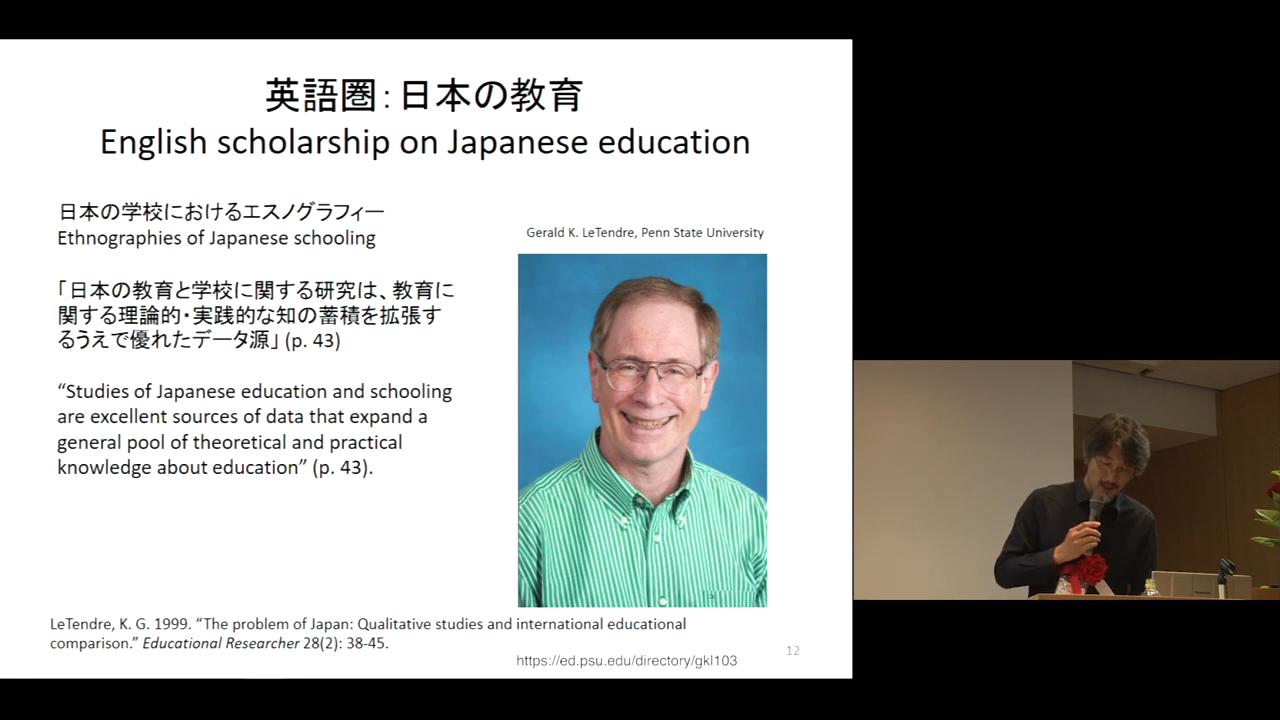 英語圏：日本の教育
English scholarship on Japanese education
日本の学校におけるエスノグラフィー
Ethnographies of Japanese schooling
「日本の教育と学校に関する研究は、教育に
関する理論的・実践的な知の蓄積を拡張す
るうえで優れたデータ源」 (p. 43)
“Studies of Japanese education and schooling
are excellent sources of data that expand a
general pool of theoretical and practical
knowledge about education” (p. 43).
Gerald K. LeTendre, Penn State University
LeTendre, K. G. 1999. “The problem of Japan: Qualitative studies and international educational
comparison.” Educational Researcher 28(2): 38-45.
https://ed.psu.edu/directory/gkl103
12